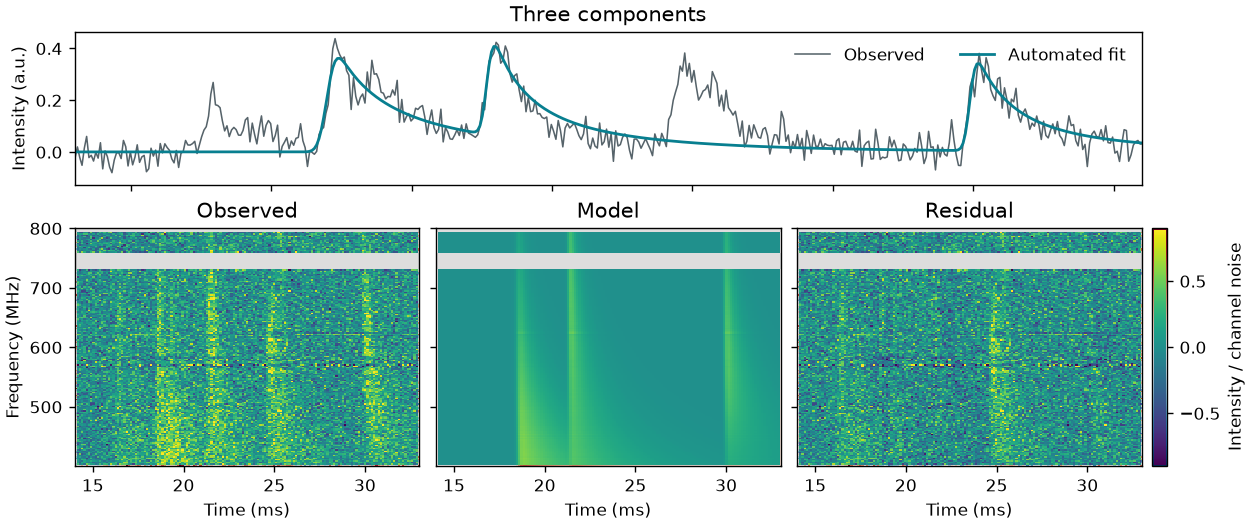 Three components
Intensity (a.u.)
0.4
0.2
0.0
Observed
Automated fit
Observed
Model
Residual
Frequency (MHz)
800
700
600
500
15 20 25 30
15 20 25 30
15 20 25 30
Time (ms)
Time (ms)
Time (ms)
0.5
0.0
−0.5
Intensity / channel noise